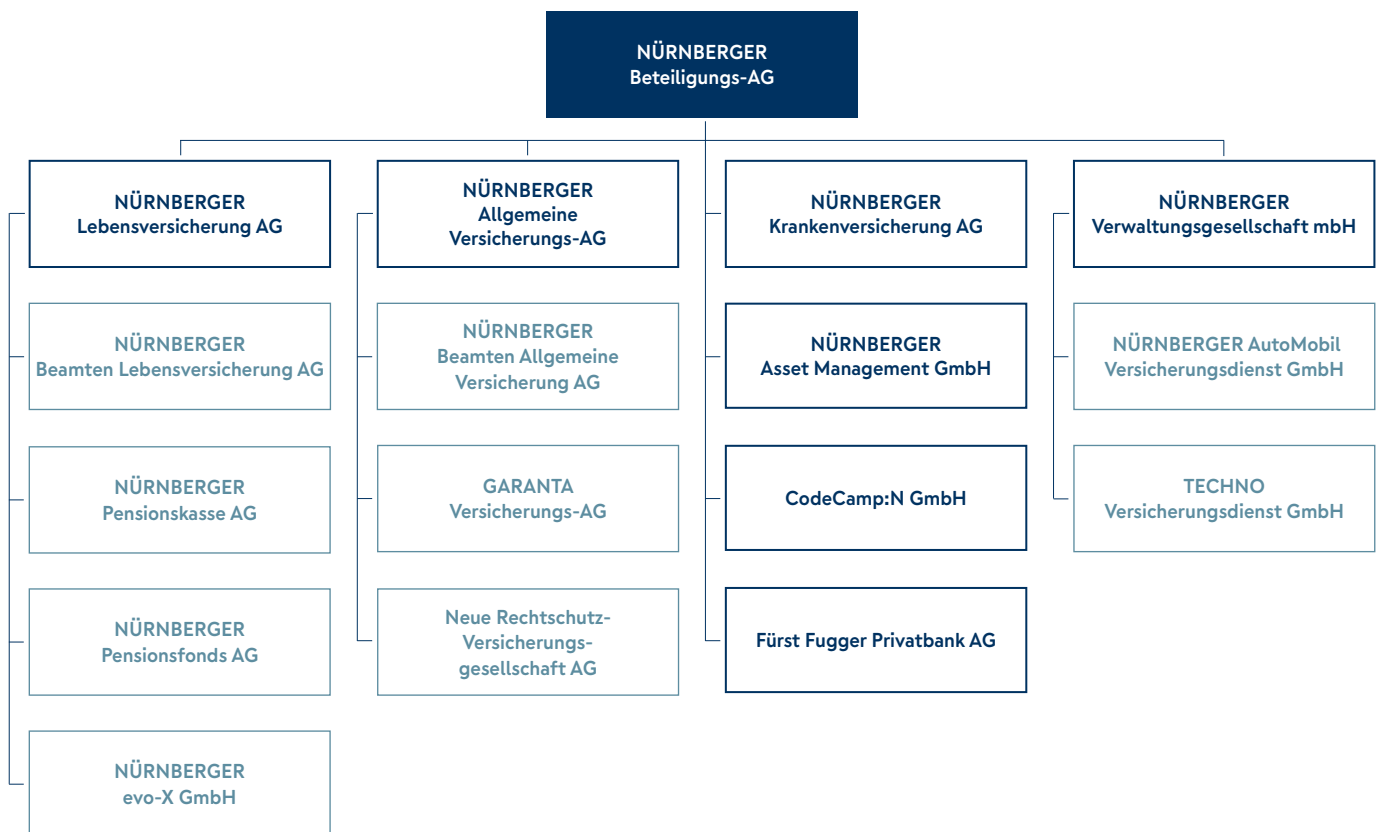 NÜRNBERGER
Beteiligungs-AG
NÜRNBERGER
Lebensversicherung AG
NÜRNBERGER
Beamten Lebensversicherung AG
NÜRNBERGER
Pensionskasse AG
NÜRNBERGER
Pensionsfonds AG
NÜRNBERGER
evo-X GmbH
NÜRNBERGER
Allgemeine
Versicherungs-AG
NÜRNBERGER
Beamten Allgemeine
Versicherung AG
GARANTA
Versicherungs-AG
Neue Rechtschutz-
Versicherungs-
gesellschaft AG
NÜRNBERGER
Krankenversicherung AG
NÜRNBERGER
Asset Management GmbH
CodeCamp:N GmbH
Fürst Fugger Privatbank AG
NÜRNBERGER
Verwaltungsgesellschaft mbH
NÜRNBERGER AutoMobil
Versicherungsdienst GmbH
TECHNO
Versicherungsdienst GmbH